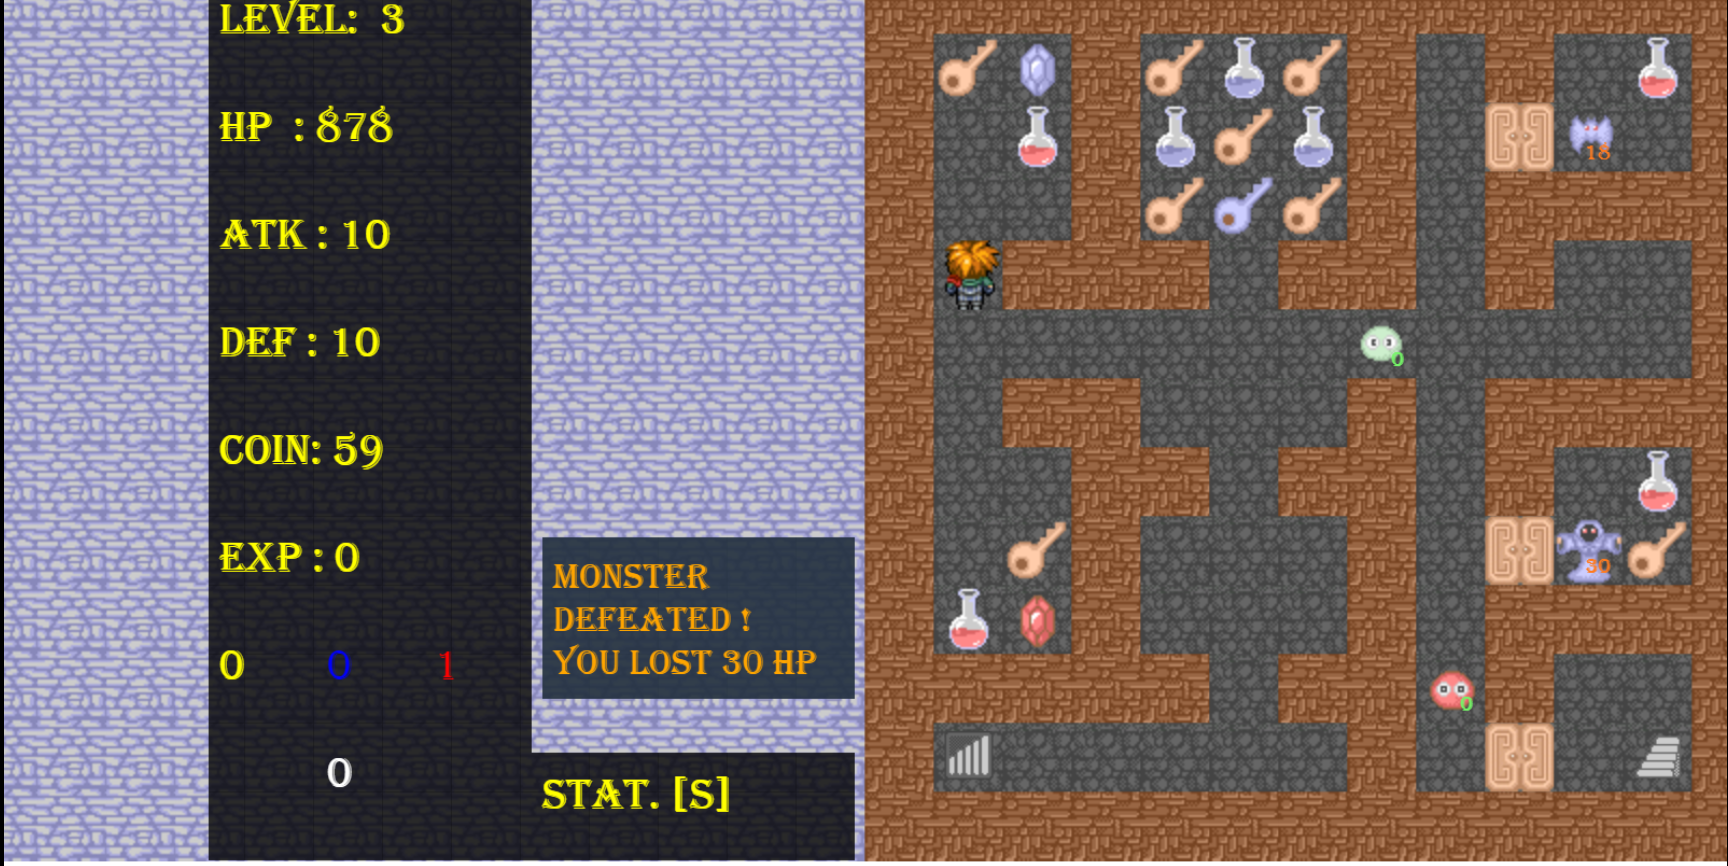 LEVEL: 3
HP : 878
ATK : 10
DEF : 10
COIN: 59
EXP : 0
0 0 1
0
MONSTER
DEFEATED !
YOU LOST 30 HP
STAT. [S]
18
0
30
0